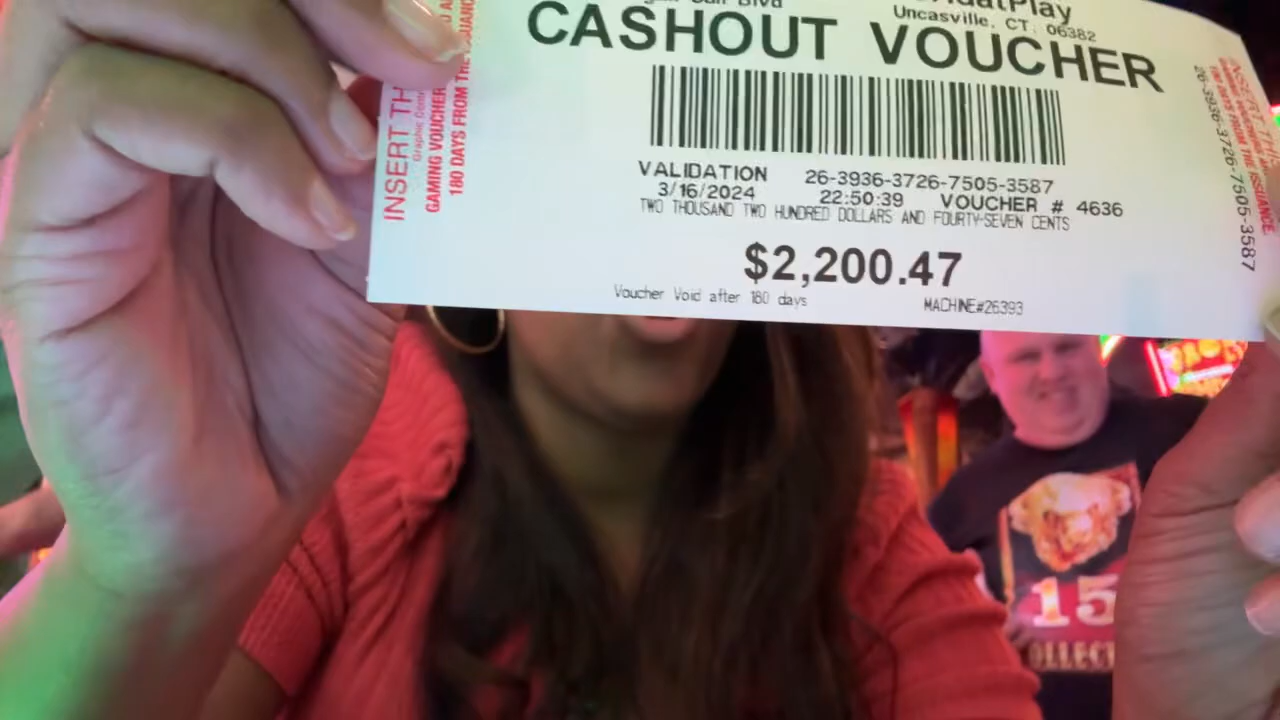 Uncasville, CT. 06382
CASHOUT VOUCHER
VALIDATION 26-3936-3726-7505-3587
3/16/2024 22:50:39 VOUCHER # 4636
TWO THOUSAND TWO HUNDRED DOLLARS AND FOURTY-SEVEN CENTS
$2,200.47
Voucher Void after 180 days MACHINE#26393
INSERT
GAMING VOUCHER
180 DAYS FROM THE
26-3936-3726-7505-3587
15